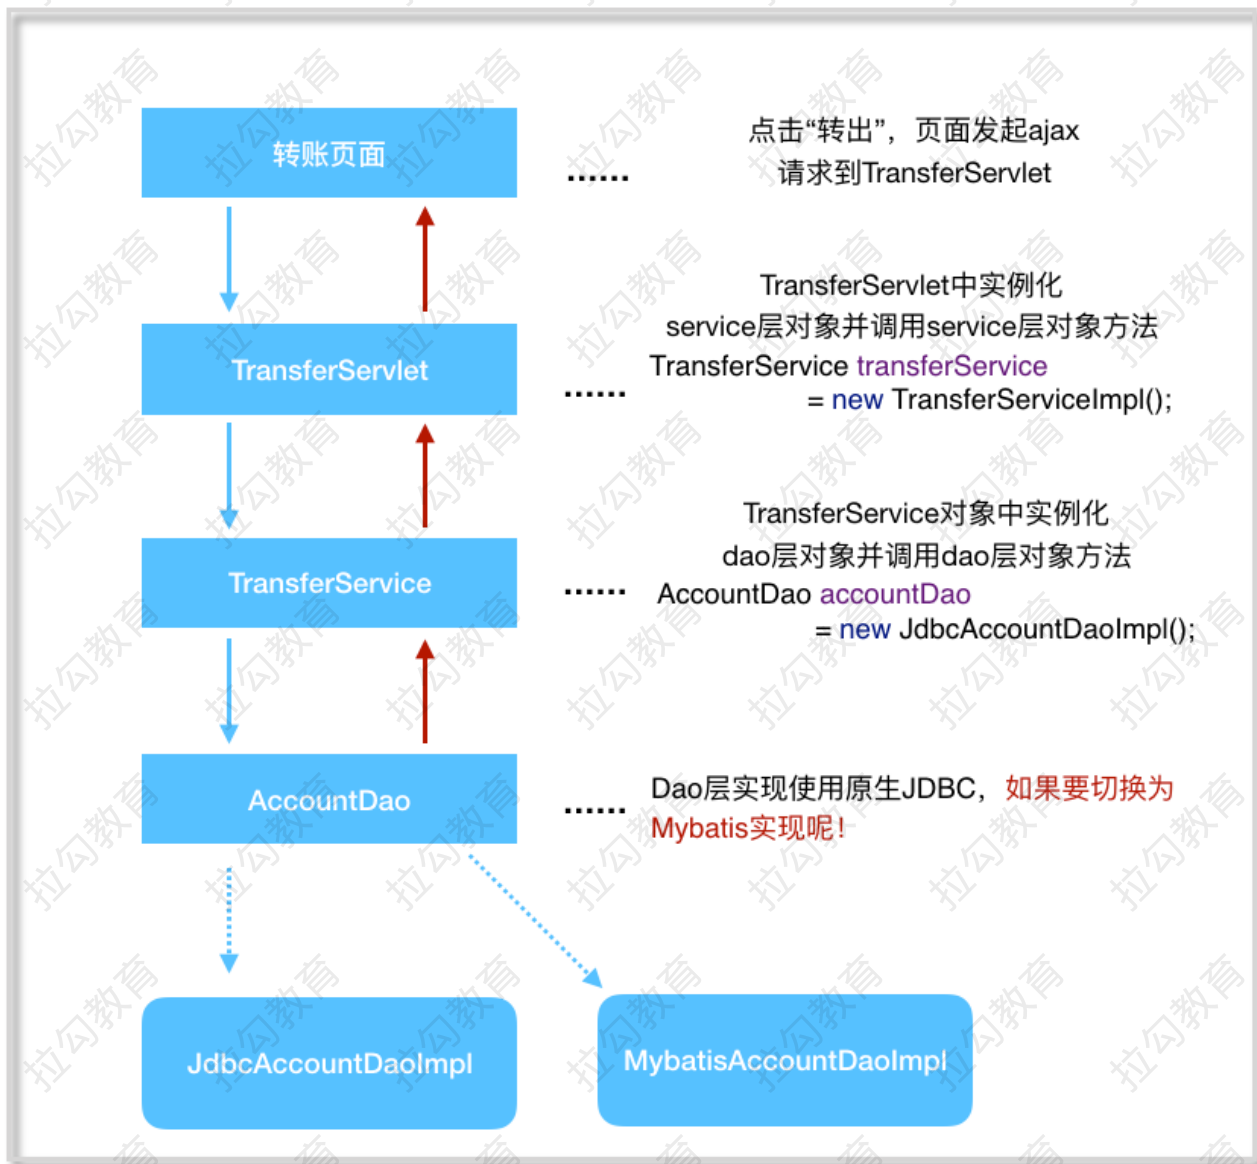 转账页面
......
点击“转出”，页面发起ajax
请求到TransferServlet
TransferServlet
......
TransferServlet中实例化
service层对象并调用service层对象方法
TransferService transferService
= new TransferServiceImpl();
TransferService
......
TransferService对象中实例化
dao层对象并调用dao层对象方法
AccountDao accountDao
= new JdbcAccountDaoImpl();
AccountDao
......
Dao层实现使用原生JDBC，如果要切换为
Mybatis实现呢！
JdbcAccountDaoImpl
MybatisAccountDaoImpl
拉勾教育